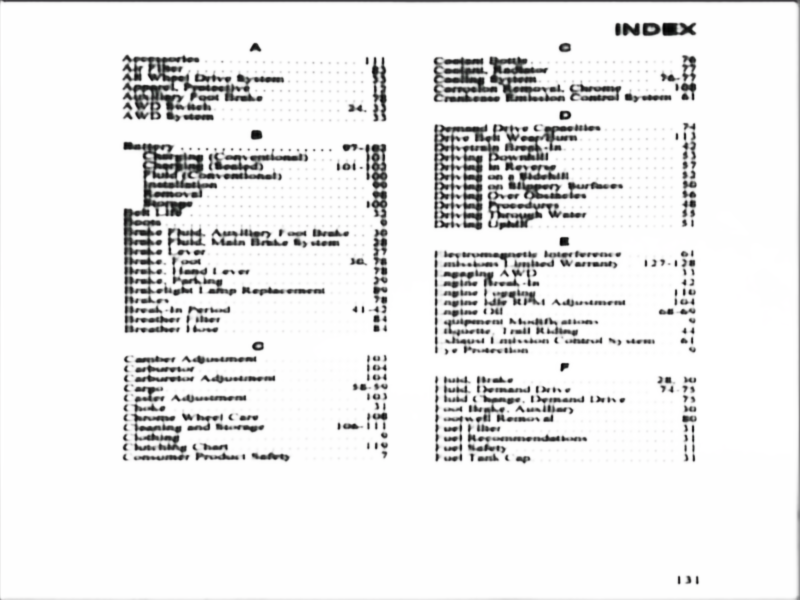 INDEX
A
Accessories 111
Air Filter
All Wheel Drive System
Apparel, Protective 12
Auxiliary Foot Brake 78
AWD Switch 24, 33
AWD System 33
B
Battery 97-102
Charging (Conventional) 101
Charging (Sealed) 101-102
Fluid (Conventional) 100
Installation 99
Removal 98
Storage 100
Belt Life 32
Boots 9
Brake Fluid, Auxiliary Foot Brake 30
Brake Fluid, Main Brake System 28
Brake Lever 27
Brake, Foot 30, 78
Brake, Hand Lever 78
Brake, Parking 29
Brakelight Lamp Replacement 89
Brakes 78
Break-In Period 41-42
Breather Filter 84
Breather Hose 84
C
Camber Adjustment 103
Carburetor 104
Carburetor Adjustment 104
Cargo 58-59
Caster Adjustment 103
Choke 31
Chrome Wheel Care 108
Cleaning and Storage 106-111
Clothing 9
Clutching Chart 119
Consumer Product Safety 7
C
Coolant Bottle 76
Coolant, Radiator 77
Cooling System 76-77
Corrosion Removal, Chrome 108
Crankcase Emission Control System 61
D
Demand Drive Capacities 74
Drive Belt Wear/Burn 113
Drivetrain Break-In 42
Driving Downhill 53
Driving In Reverse 57
Driving on a Sidehill 52
Driving on Slippery Surfaces 50
Driving Over Obstacles 56
Driving Procedures 48
Driving Through Water 55
Driving Uphill 51
E
Electromagnetic Interference 61
Emissions Limited Warranty 127-128
Engaging AWD 33
Engine Break-In 42
Engine Fogging 110
Engine Idle RPM Adjustment 104
Engine Oil 68-69
Equipment Modifications 9
Etiquette, Trail Riding 44
Exhaust Emission Control System 61
Eye Protection 9
F
Fluid, Brake 28, 30
Fluid, Demand Drive 74-75
Fluid Change, Demand Drive 75
Foot Brake, Auxiliary 30
Footwell Removal 80
Fuel Filter 31
Fuel Recommendations 31
Fuel Safety 11
Fuel Tank Cap 31
131